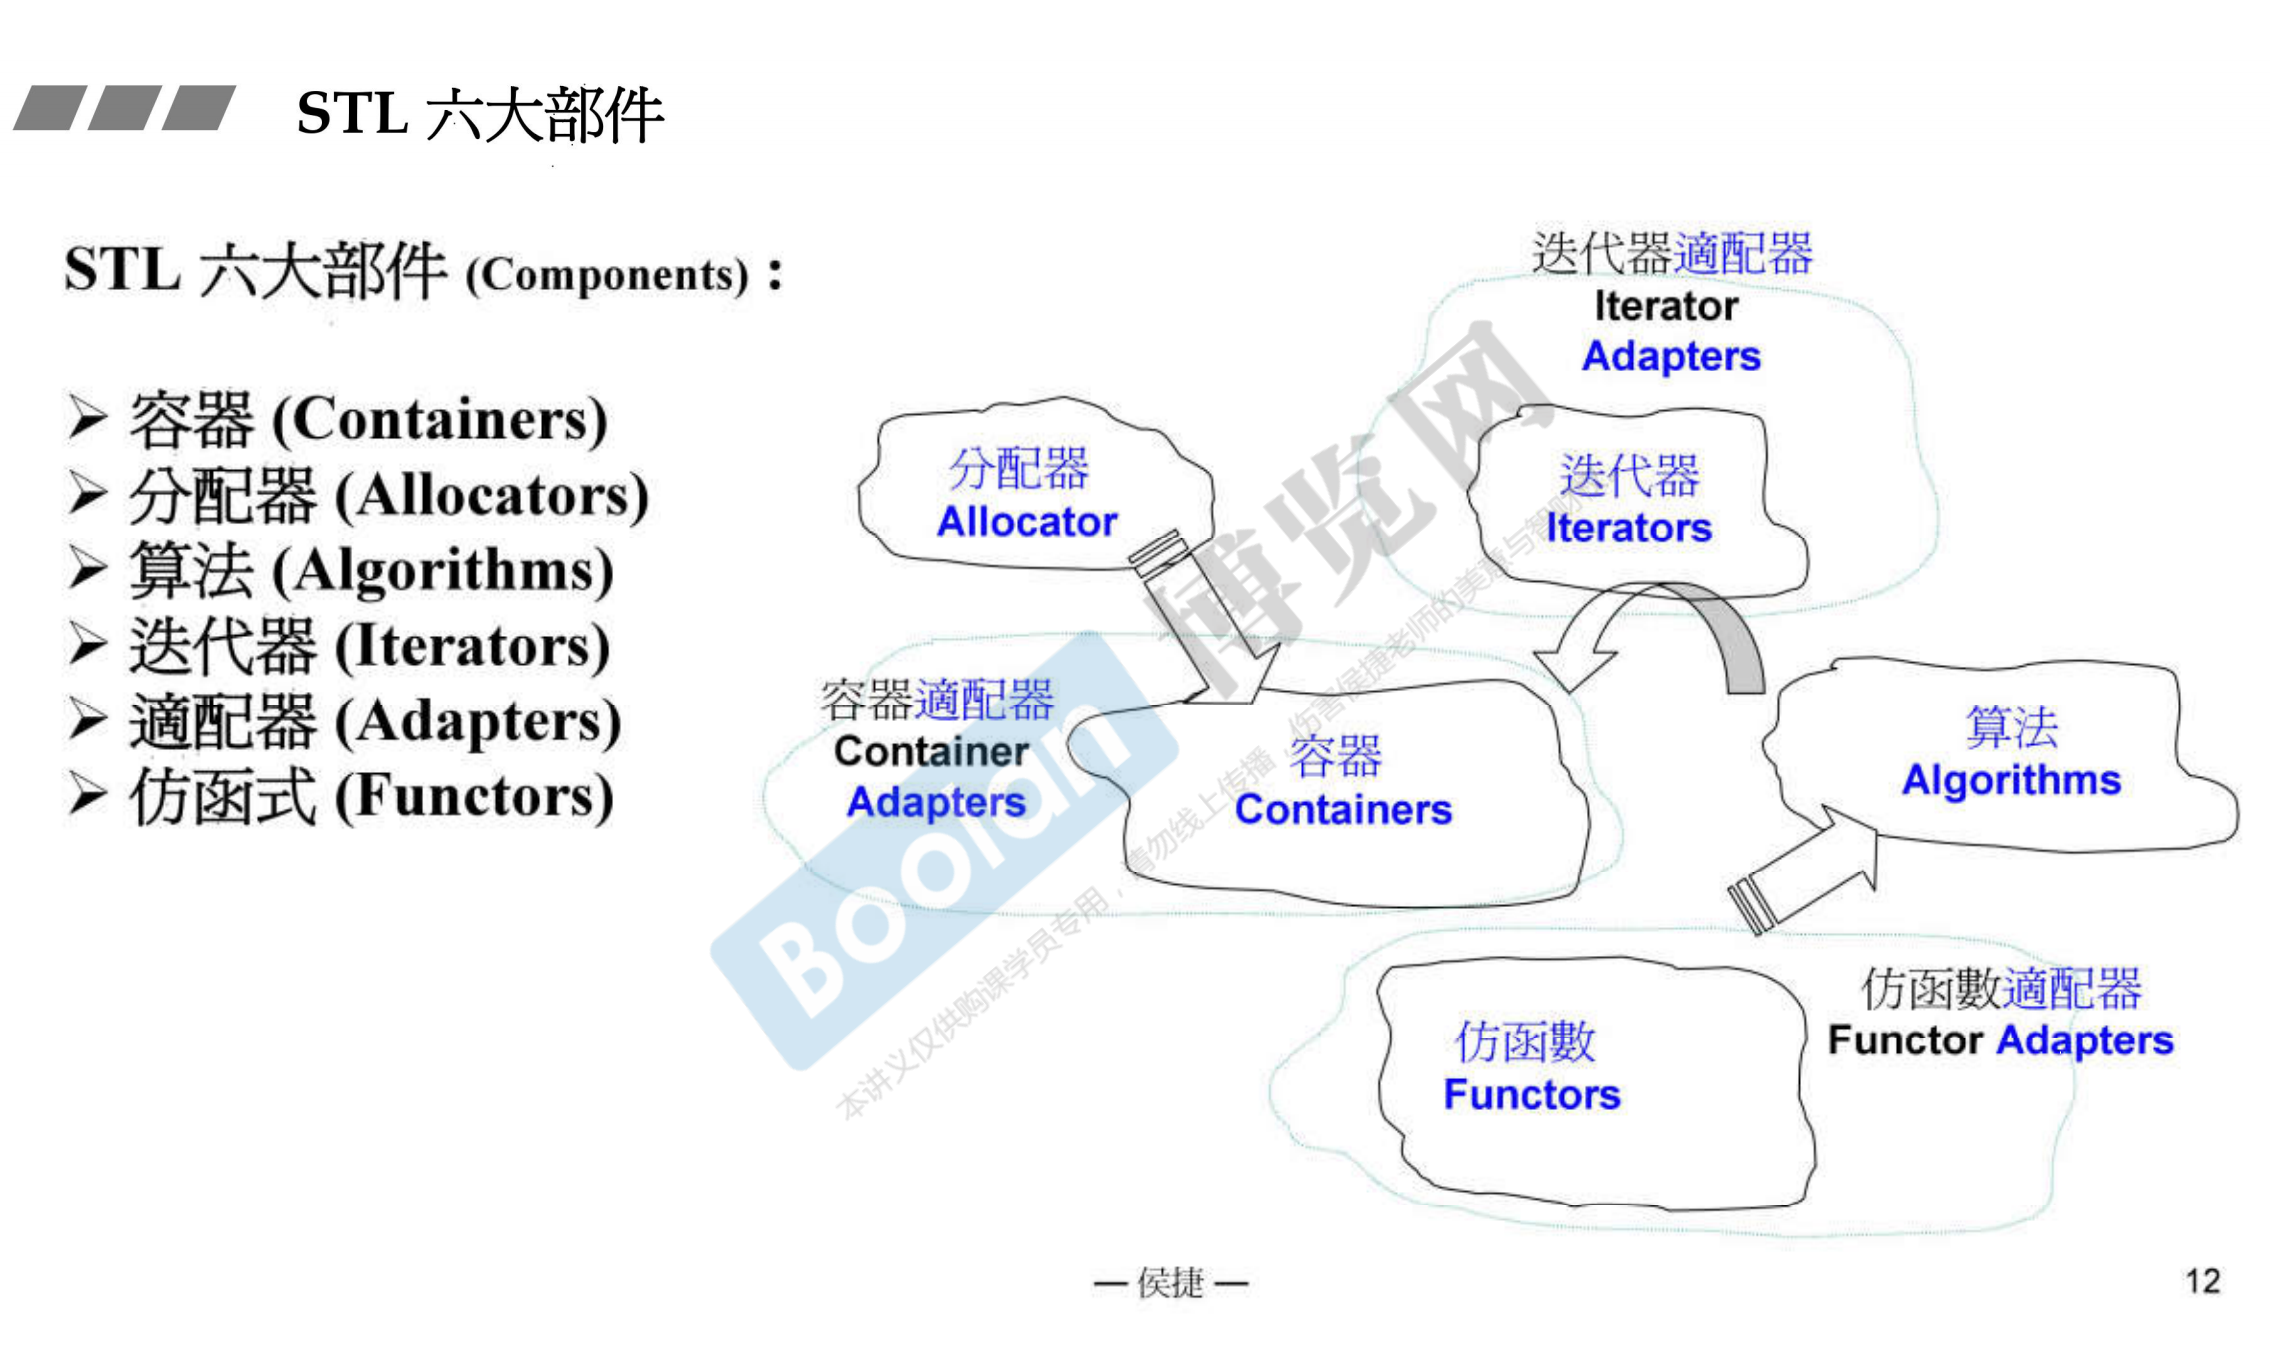 STL 六大部件
STL 六大部件 (Components) :
➢ 容器 (Containers)
➢ 分配器 (Allocators)
➢ 算法 (Algorithms)
➢ 迭代器 (Iterators)
➢ 適配器 (Adapters)
➢ 仿函式 (Functors)
迭代器適配器
Iterator
Adapters
分配器
Allocator
迭代器
Iterators
容器適配器
Container
Adapters
容器
Containers
算法
Algorithms
仿函數
Functors
仿函數適配器
Functor Adapters
Boolan
博览网
本讲义仅供购课学员专用，请勿线上传播，伤害侯捷老师的美意与智财
— 侯捷 —
12